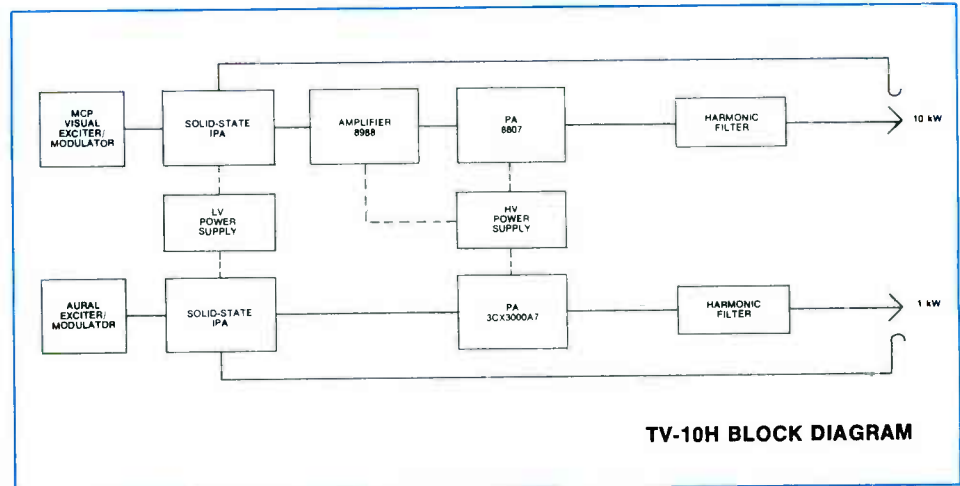 MCP
VISUAL
EXCITER/
MODULATOR
SOLID-STATE
IPA
AMPLIFIER
8988
PA
8807
HARMONIC
FILTER
10 kW
LV
POWER
SUPPLY
HV
POWER
SUPPLY
AURAL
EXCITER/
MODULATOR
SOLID-STATE
IPA
PA
3CX3000A7
HARMONIC
FILTER
1 kW
TV-10H BLOCK DIAGRAM